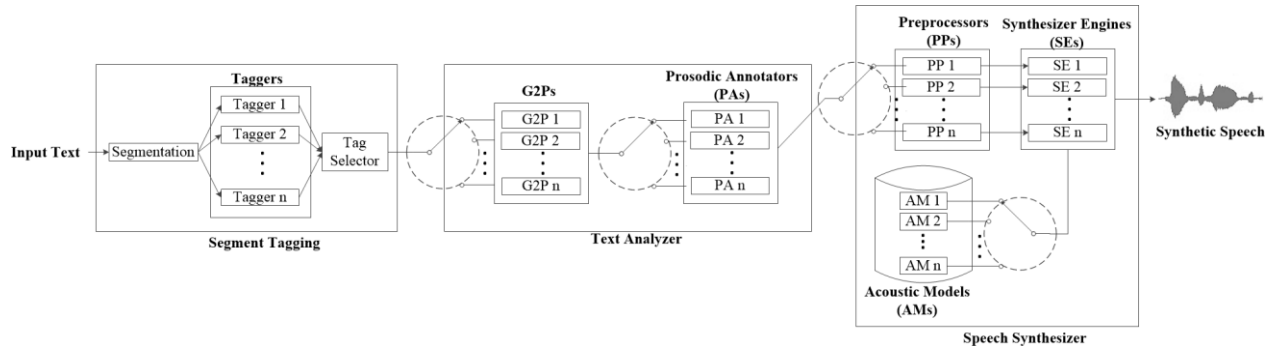 Input Text
Segmentation
Taggers
Tagger 1
Tagger 2
Tagger n
Tag
Selector
Segment Tagging
G2Ps
G2P 1
G2P 2
G2P n
Prosodic Annotators
(PAs)
PA 1
PA 2
PA n
Text Analyzer
Preprocessors
(PPs)
PP 1
PP 2
PP n
Synthesizer Engines
(SEs)
SE 1
SE 2
SE n
AM 1
AM 2
AM n
Acoustic Models
(AMs)
Speech Synthesizer
Synthetic Speech